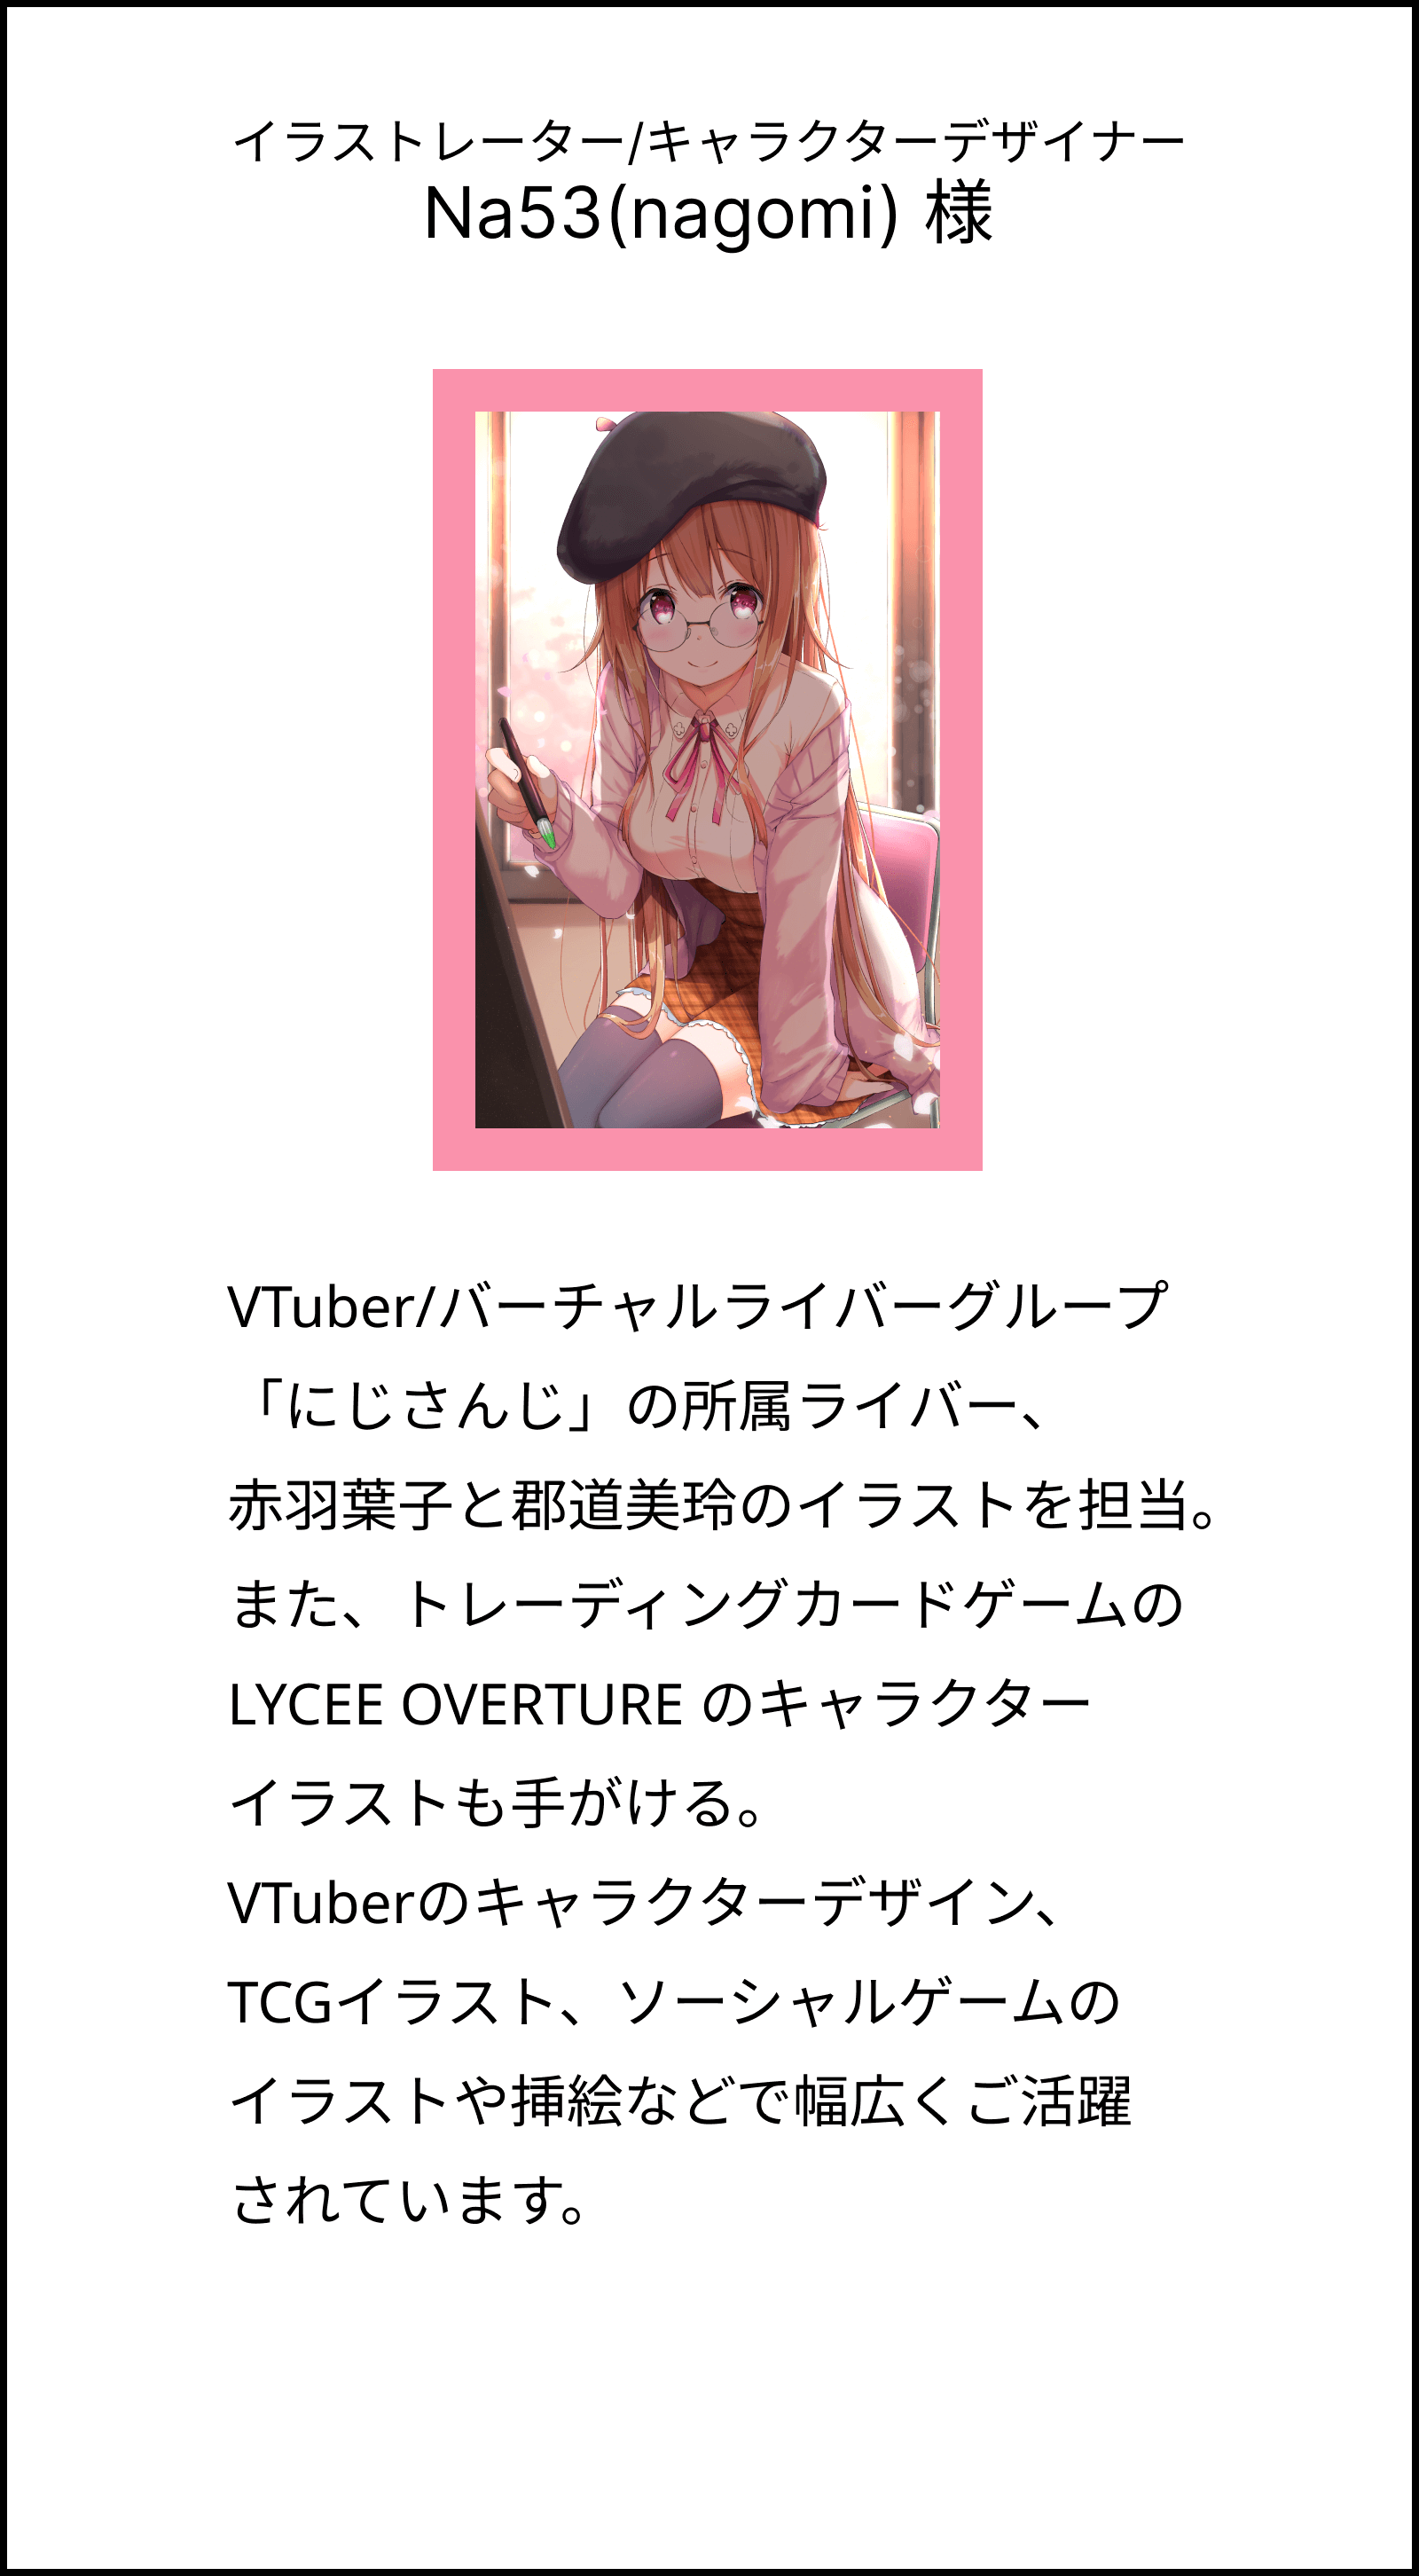 イラストレーター/キャラクターデザイナー
Na53(nagomi) 様
VTuber/バーチャルライバーグループ
「にじさんじ」の所属ライバー、
赤羽葉子と郡道美玲のイラストを担当。
また、トレーディングカードゲームの
LYCEE OVERTURE のキャラクター
イラストも手がける。
VTuberのキャラクターデザイン、
TCGイラスト、ソーシャルゲームの
イラストや挿絵などで幅広くご活躍
されています。